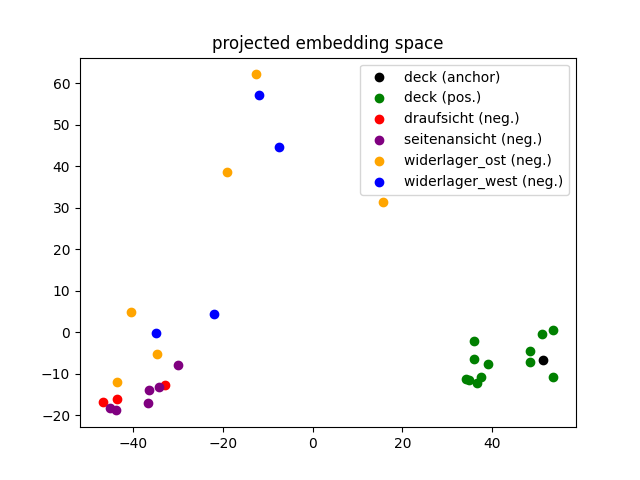 projected embedding space
deck (anchor)
deck (pos.)
draufsicht (neg.)
seitenansicht (neg.)
widerlager_ost (neg.)
widerlager_west (neg.)
60
50
40
30
20
10
0
−10
−20
−40 −20 0 20 40